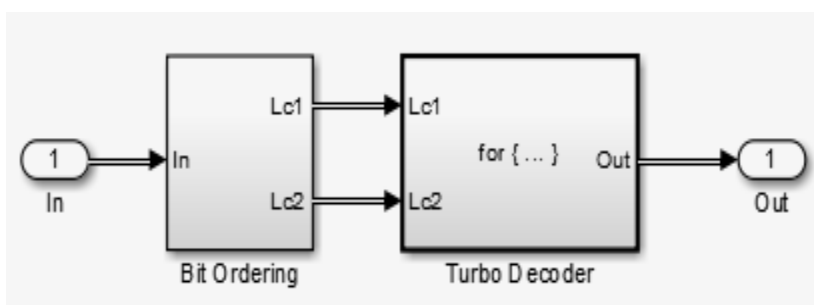 1
In
In
Lc1
Lc2
Bit Ordering
Lc1
Lc2
for { ... }
Out
Turbo Decoder
1
Out